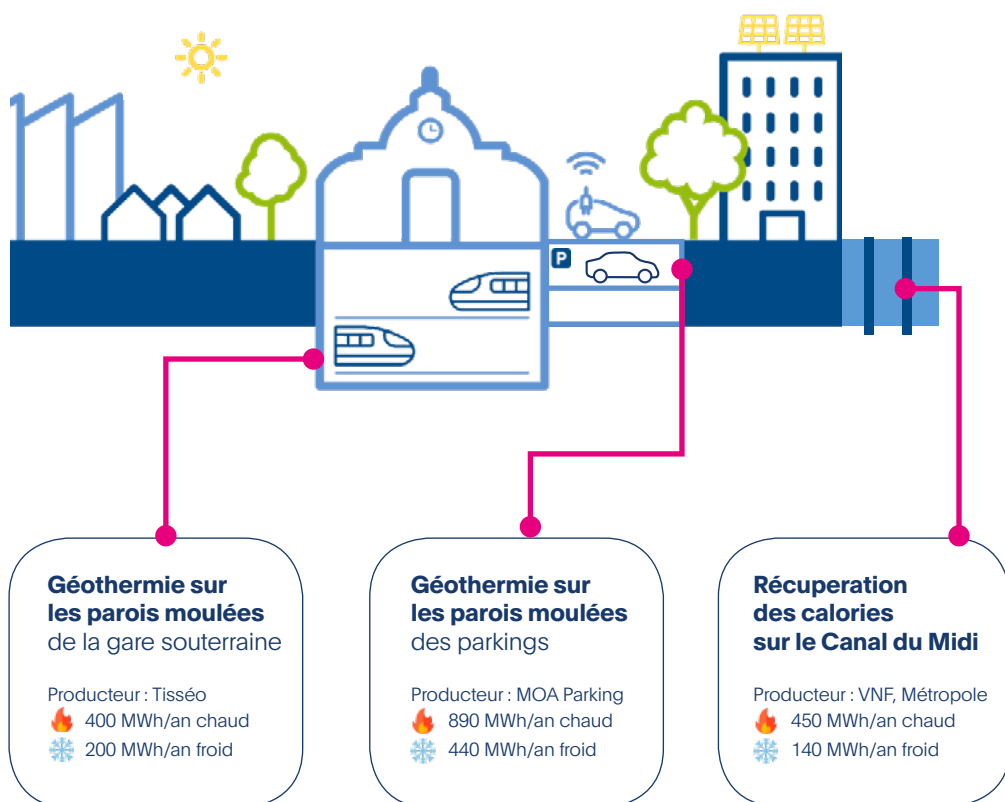 P
Géothermie sur
les parois moulées
de la gare souterraine
Producteur : Tisséo
400 MWh/an chaud
200 MWh/an froid
Géothermie sur
les parois moulées
des parkings
Producteur : MOA Parking
890 MWh/an chaud
440 MWh/an froid
Récuperation
des calories
sur le Canal du Midi
Producteur : VNF, Métropole
450 MWh/an chaud
140 MWh/an froid